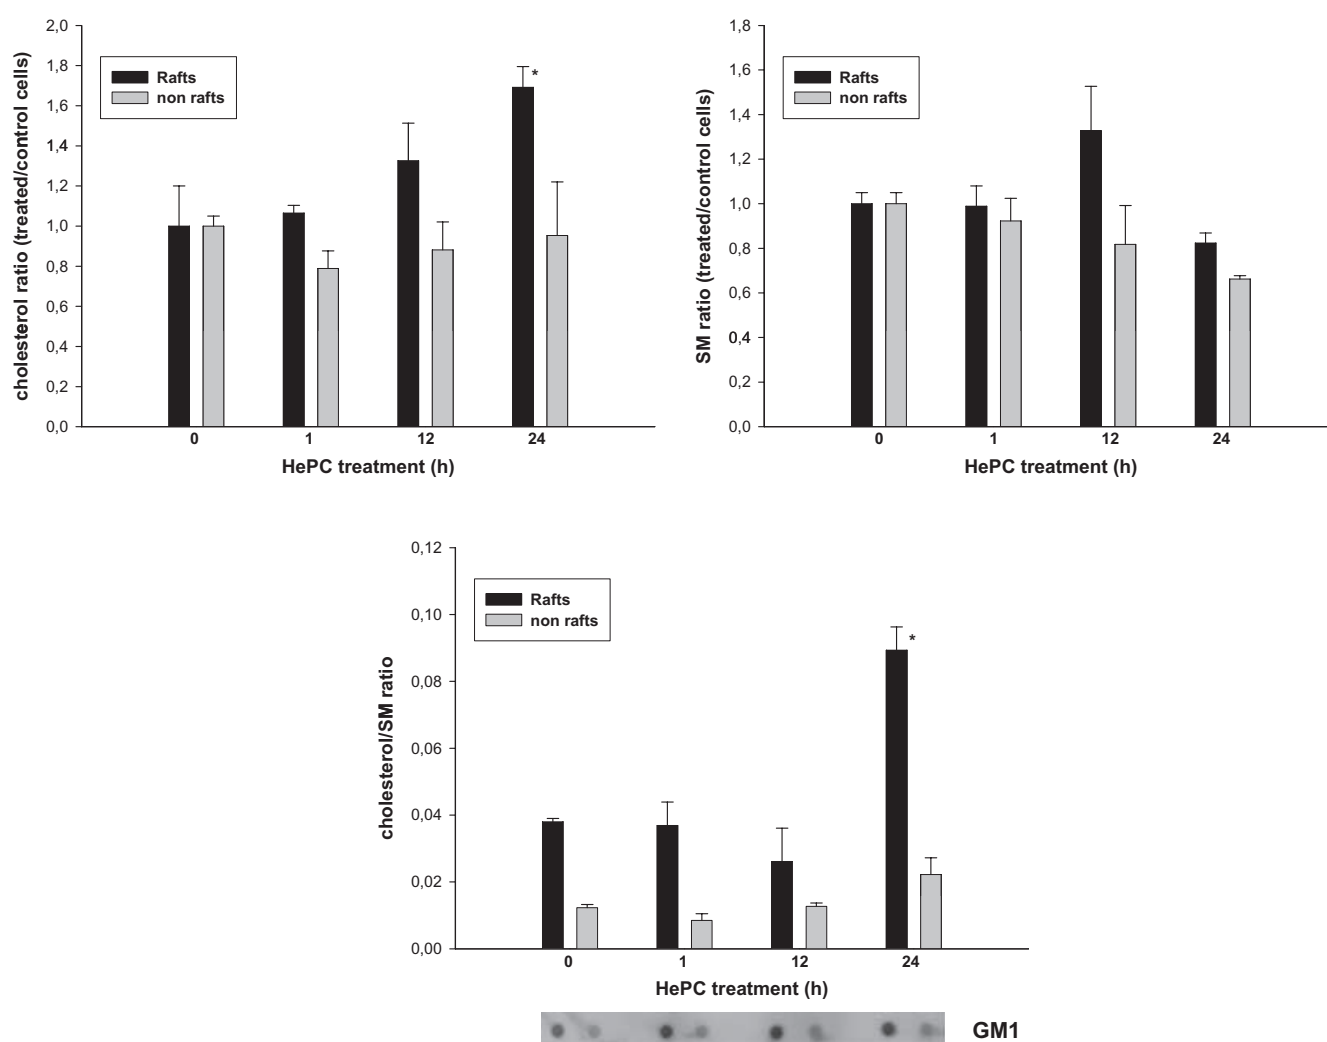 cholesterol ratio (treated/control cells)
2,0
1,8
1,6
1,4
1,2
1,0
0,8
0,6
0,4
0,2
0,0
Rafts
non rafts
*
0 1 12 24
HePC treatment (h)
SM ratio (treated/control cells)
1,8
1,6
1,4
1,2
1,0
0,8
0,6
0,4
0,2
0,0
Rafts
non rafts
0 1 12 24
HePC treatment (h)
cholesterol/SM ratio
0,12
0,10
0,08
0,06
0,04
0,02
0,00
Rafts
non rafts
*
0 1 12 24
HePC treatment (h)
GM1